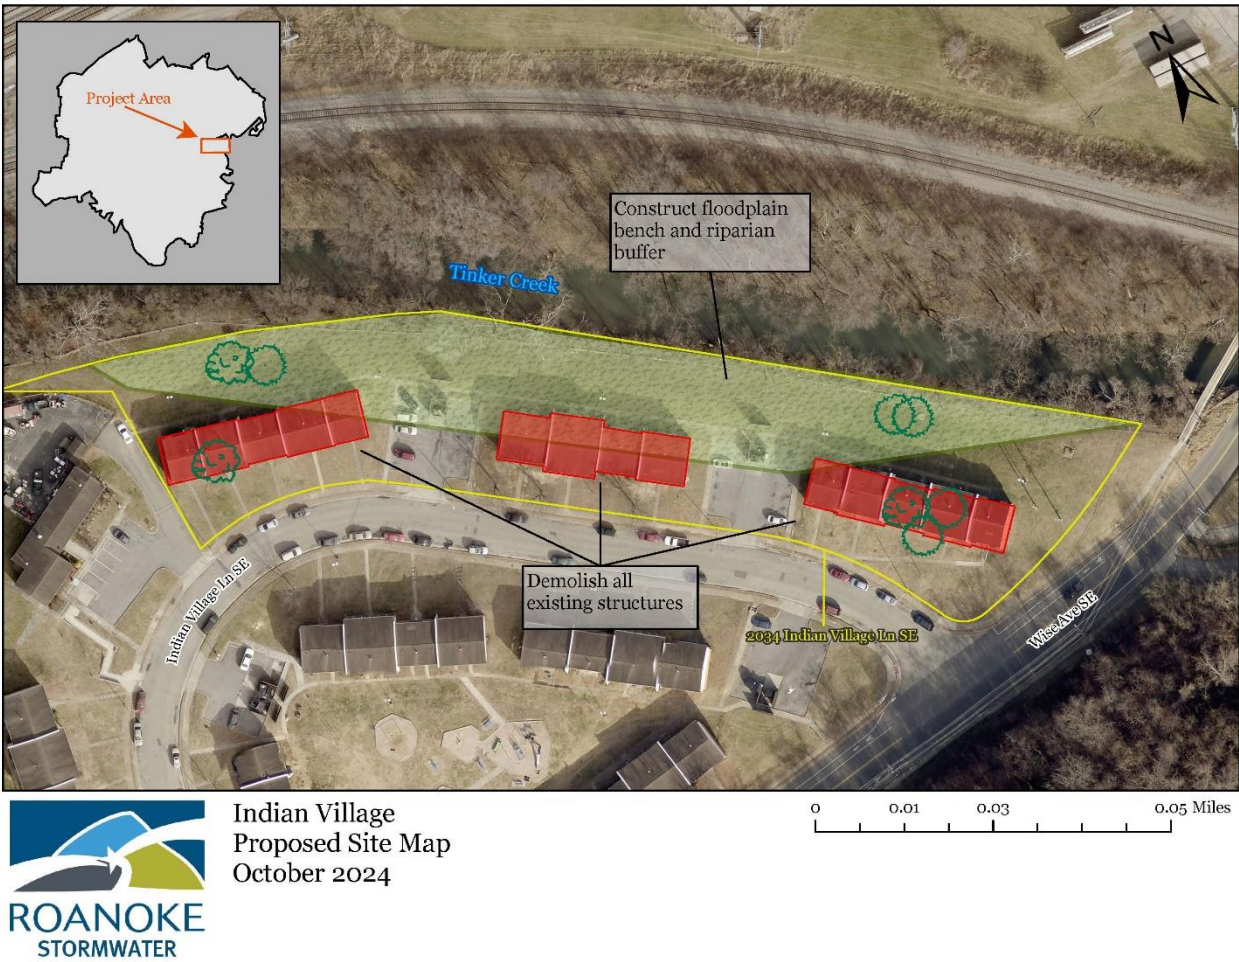 Project Area
N
Construct floodplain
bench and riparian
buffer
Tinker Creek
Demolish all
existing structures
Indian Village Ln SE
2034 Indian Village Ln SE
Wise Ave SE
0 0.01 0.03 0.05 Miles
Indian Village
Proposed Site Map
October 2024
ROANOKE
STORMWATER